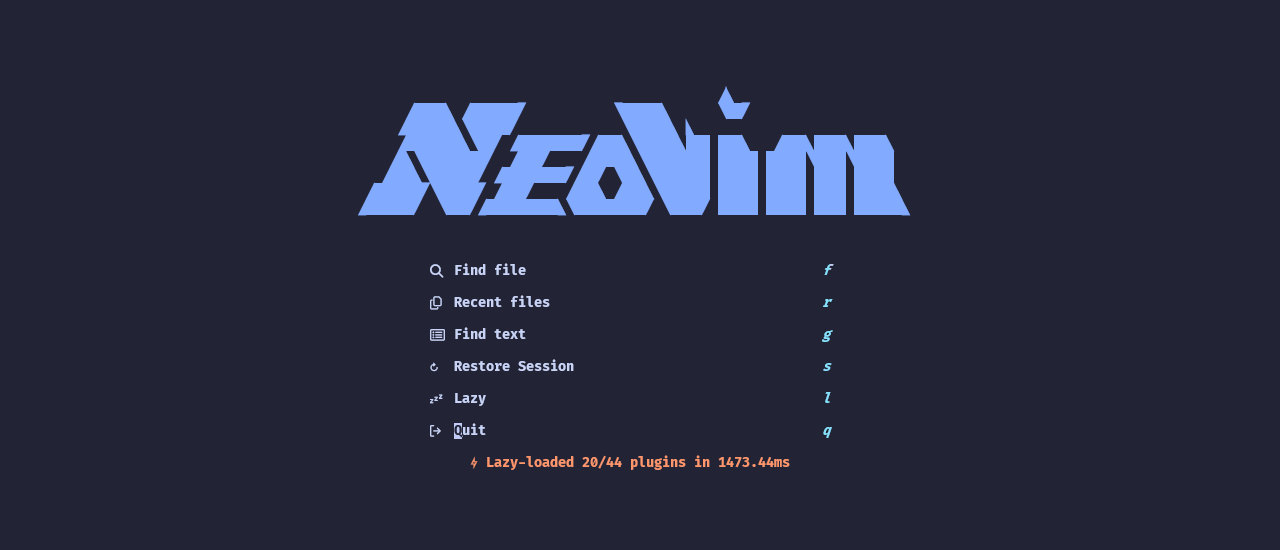 Neovim
Find file f
Recent files r
Find text g
Restore Session s
Lazy l
Quit q
Lazy-loaded 20/44 plugins in 1473.44ms